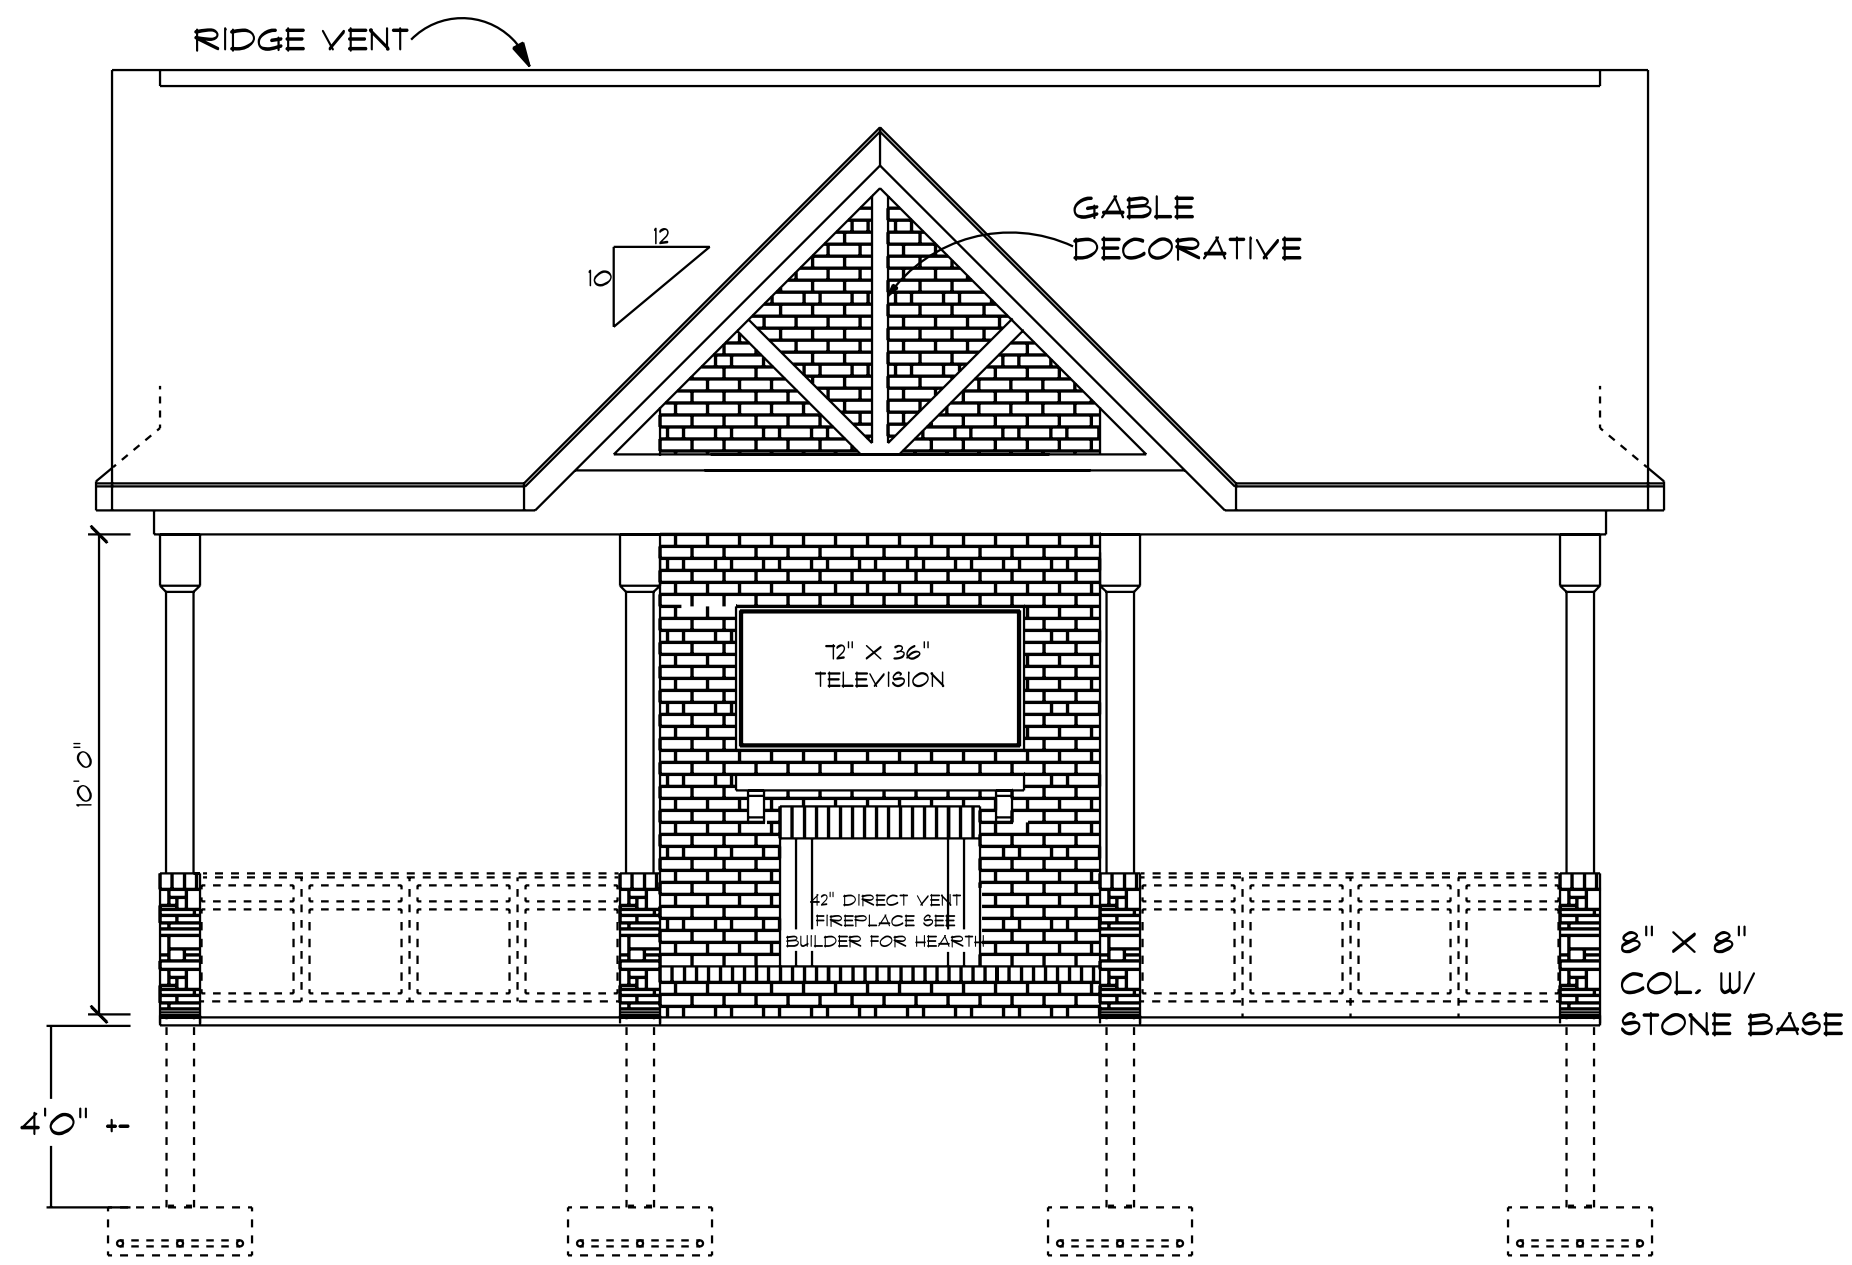 RIDGE VENT
GABLE
DECORATIVE
12
10
72" X 36"
TELEVISION
10' 0"
42" DIRECT VENT
FIREPLACE SEE
BUILDER FOR HEARTH
8" X 8"
COL. W/
STONE BASE
4'0" +-